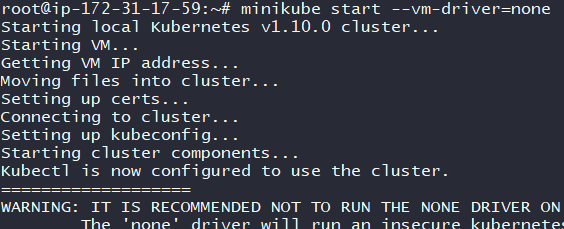 root@ip-172-31-17-59:~# minikube start --vm-driver=none
Starting local Kubernetes v1.10.0 cluster...
Starting VM...
Getting VM IP address...
Moving files into cluster...
Setting up certs...
Connecting to cluster...
Setting up kubeconfig...
Starting cluster components...
Kubectl is now configured to use the cluster.
===================
WARNING: IT IS RECOMMENDED NOT TO RUN THE NONE DRIVER ON
The 'none' driver will run an insecure kubernetes